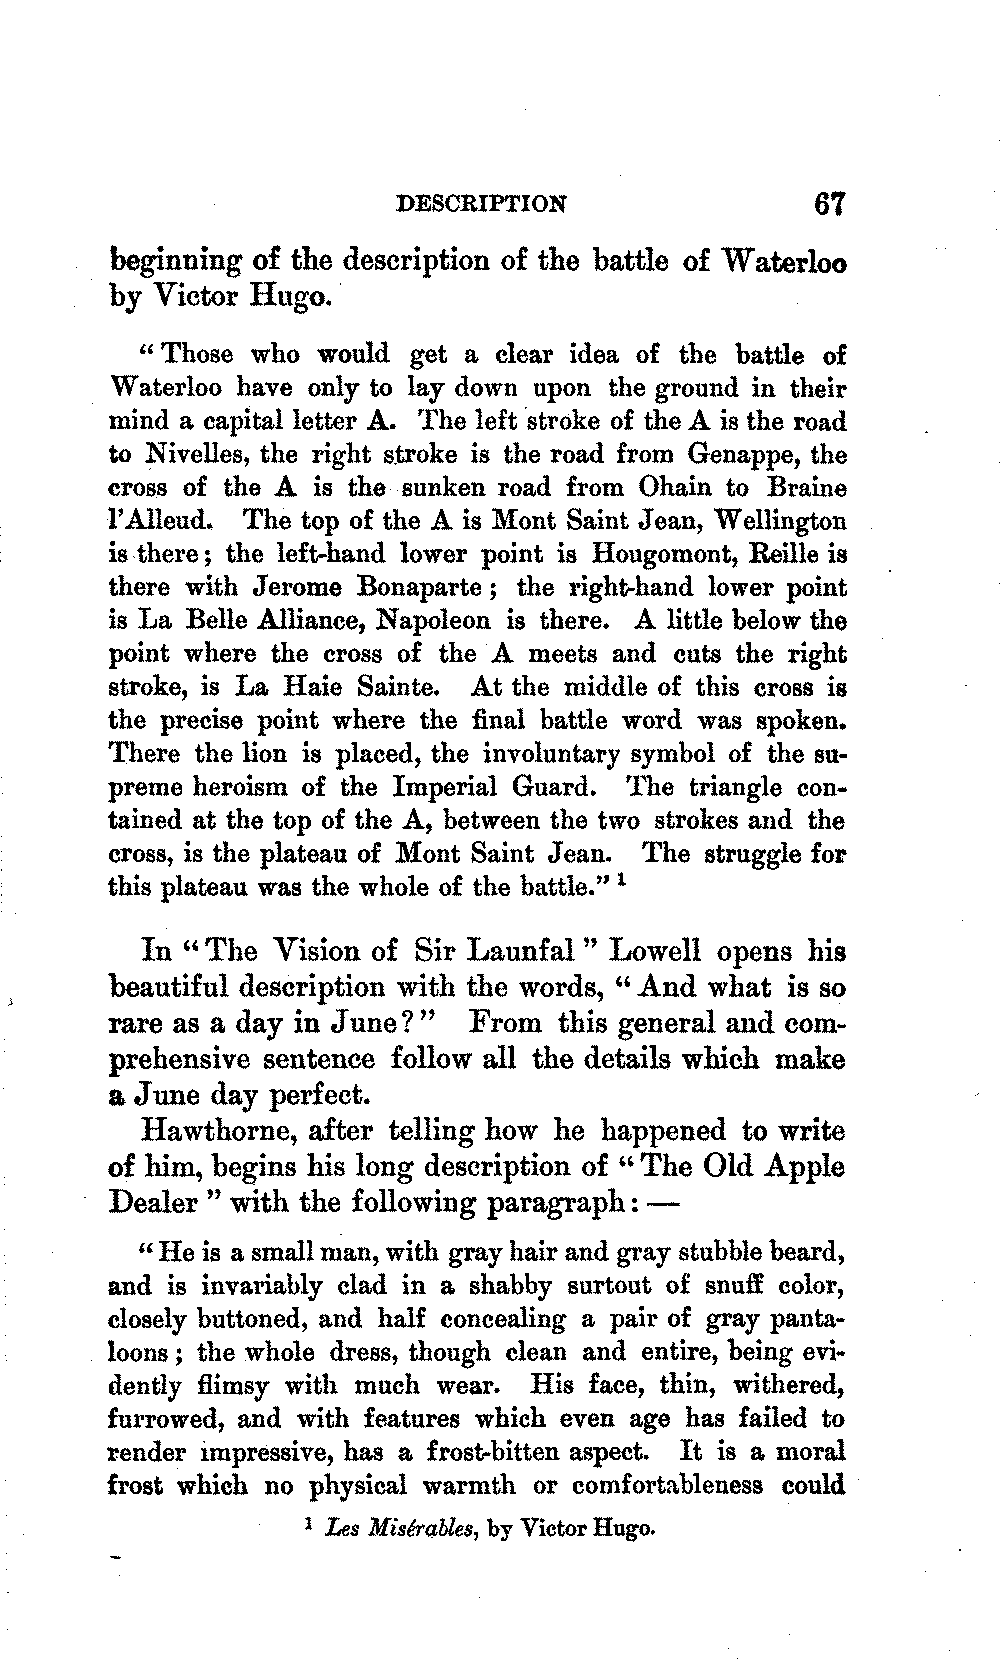 DESCRIPTION 67
beginning of the description of the battle of Waterloo
by Victor Hugo.
“Those who would get a clear idea of the battle of
Waterloo have only to lay down upon the ground in their
mind a capital letter A. The left stroke of the A is the road
to Nivelles, the right stroke is the road from Genappe, the
cross of the A is the sunken road from Ohain to Braine
l’Alleud. The top of the A is Mont Saint Jean, Wellington
is there; the left-hand lower point is Hougomont, Reille is
there with Jerome Bonaparte; the right-hand lower point
is La Belle Alliance, Napoleon is there. A little below the
point where the cross of the A meets and cuts the right
stroke, is La Haie Sainte. At the middle of this cross is
the precise point where the final battle word was spoken.
There the lion is placed, the involuntary symbol of the su-
preme heroism of the Imperial Guard. The triangle con-
tained at the top of the A, between the two strokes and the
cross, is the plateau of Mont Saint Jean. The struggle for
this plateau was the whole of the battle.” 1
In “The Vision of Sir Launfal” Lowell opens his
beautiful description with the words, “And what is so
rare as a day in June?” From this general and com-
prehensive sentence follow all the details which make
a June day perfect.
Hawthorne, after telling how he happened to write
of him, begins his long description of “The Old Apple
Dealer” with the following paragraph: —
“He is a small man, with gray hair and gray stubble beard,
and is invariably clad in a shabby surtout of snuff color,
closely buttoned, and half concealing a pair of gray panta-
loons; the whole dress, though clean and entire, being evi-
dently flimsy with much wear. His face, thin, withered,
furrowed, and with features which even age has failed to
render impressive, has a frost-bitten aspect. It is a moral
frost which no physical warmth or comfortableness could
1 Les Misérables, by Victor Hugo.